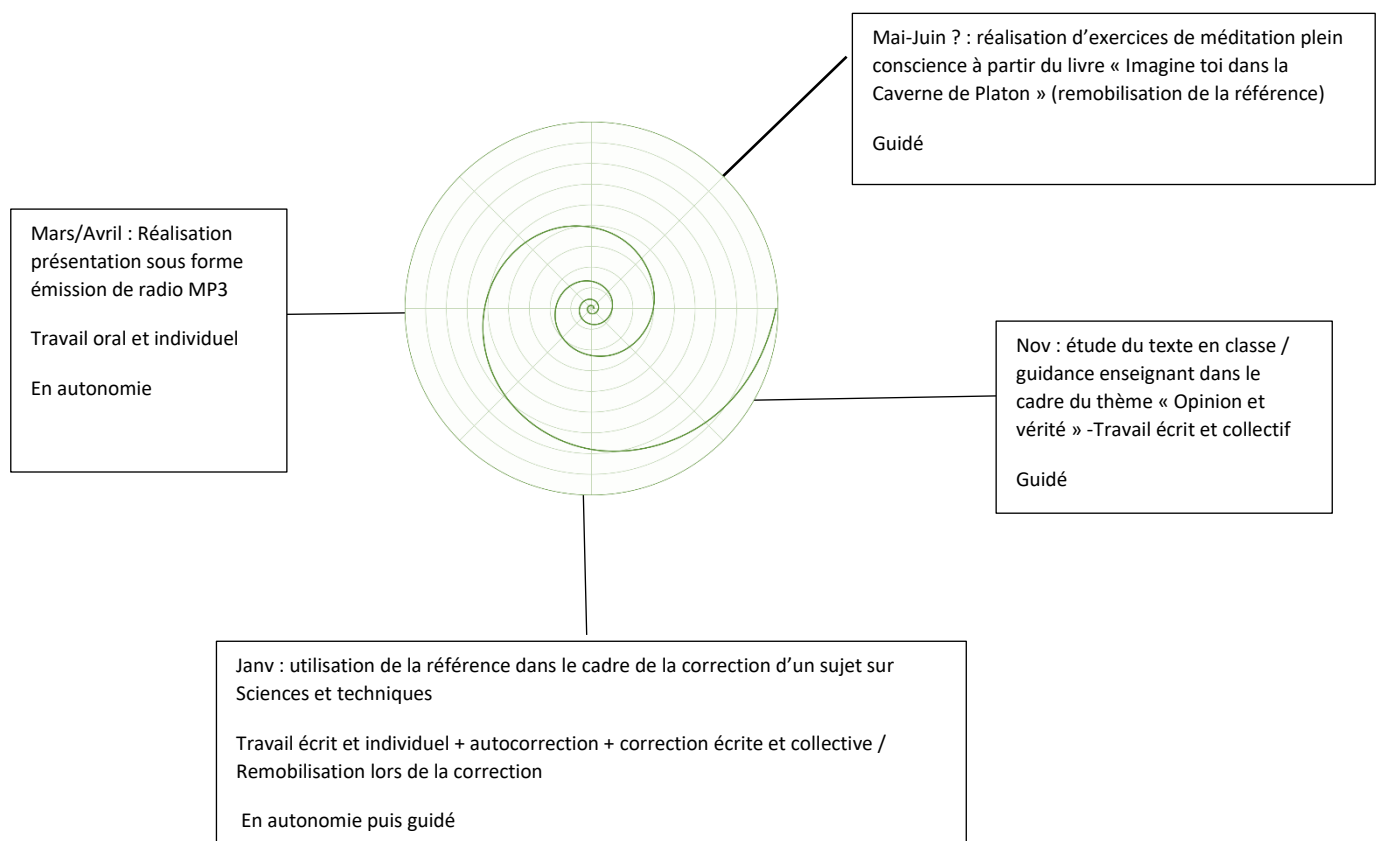 Mai-Juin ? : réalisation d’exercices de méditation plein
conscience à partir du livre « Imagine toi dans la
Caverne de Platon » (remobilisation de la référence)
Guidé
Mars/Avril : Réalisation
présentation sous forme
émission de radio MP3
Travail oral et individuel
En autonomie
Nov : étude du texte en classe /
guidance enseignant dans le
cadre du thème « Opinion et
vérité » -Travail écrit et collectif
Guidé
Janv : utilisation de la référence dans le cadre de la correction d’un sujet sur
Sciences et techniques
Travail écrit et individuel + autocorrection + correction écrite et collective /
Remobilisation lors de la correction
En autonomie puis guidé